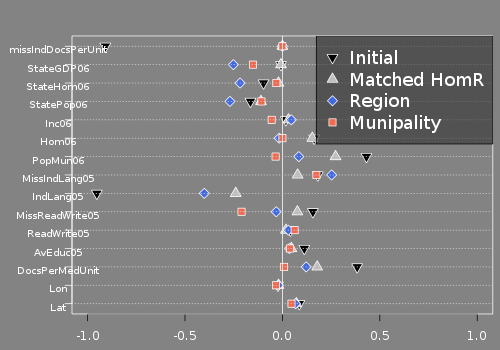 missIndDocsPerUnit
StateGDP06
StateHom06
StatePop06
Inc06
Hom06
PopMun06
MissIndLang05
IndLang05
MissReadWrite05
ReadWrite05
AvEduc05
DocsPerMedUnit
Lon
Lat
Initial
Matched HomR
Region
Munipality
-1.0 -0.5 0.0 0.5 1.0